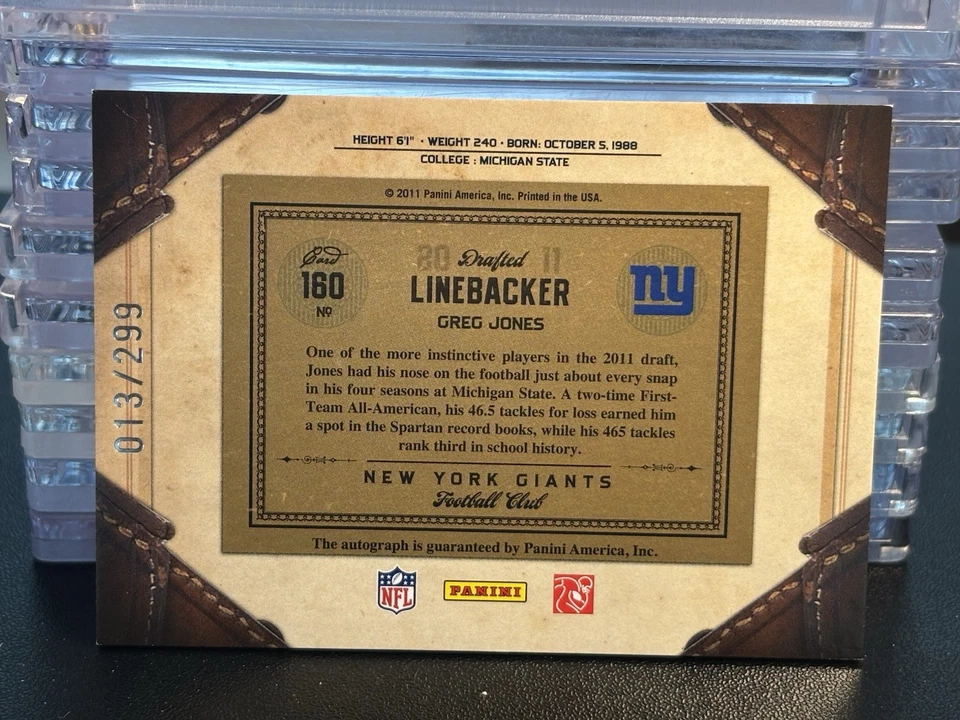 HEIGHT 6'1" · WEIGHT 240 · BORN: OCTOBER 5, 1988
COLLEGE : MICHIGAN STATE
© 2011 Panini America, Inc. Printed in the USA.
Card
160
Nº
20 Drafted 11
LINEBACKER
GREG JONES
ny
One of the more instinctive players in the 2011 draft,
Jones had his nose on the football just about every snap
in his four seasons at Michigan State. A two-time First-
Team All-American, his 46.5 tackles for loss earned him
a spot in the Spartan record books, while his 465 tackles
rank third in school history.
NEW YORK GIANTS
Football Club
The autograph is guaranteed by Panini America, Inc.
NFL
PANINI
013/299